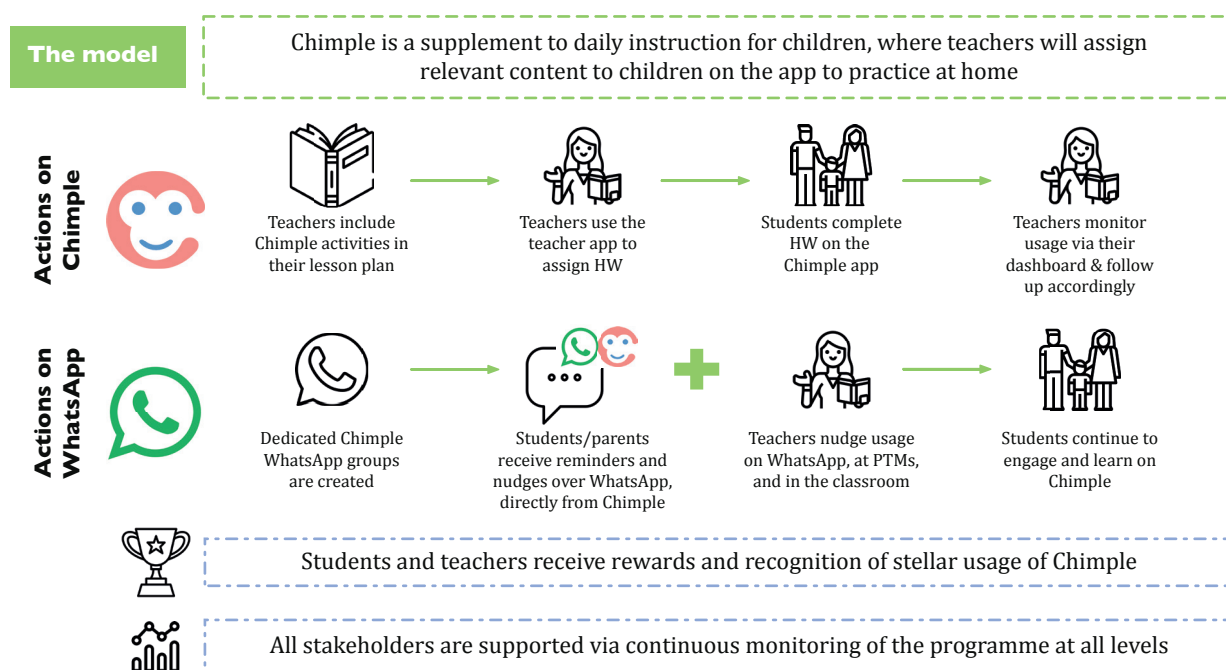 The model
Chimple is a supplement to daily instruction for children, where teachers will assign
relevant content to children on the app to practice at home
Actions on
Chimple
Teachers include
Chimple activities in
their lesson plan
Teachers use the
teacher app to
assign HW
Students complete
HW on the
Chimple app
Teachers monitor
usage via their
dashboard & follow
up accordingly
Actions on
WhatsApp
Dedicated Chimple
WhatsApp groups
are created
Students/parents
receive reminders and
nudges over WhatsApp,
directly from Chimple
Teachers nudge usage
on WhatsApp, at PTMs,
and in the classroom
Students continue to
engage and learn on
Chimple
Students and teachers receive rewards and recognition of stellar usage of Chimple
All stakeholders are supported via continuous monitoring of the programme at all levels